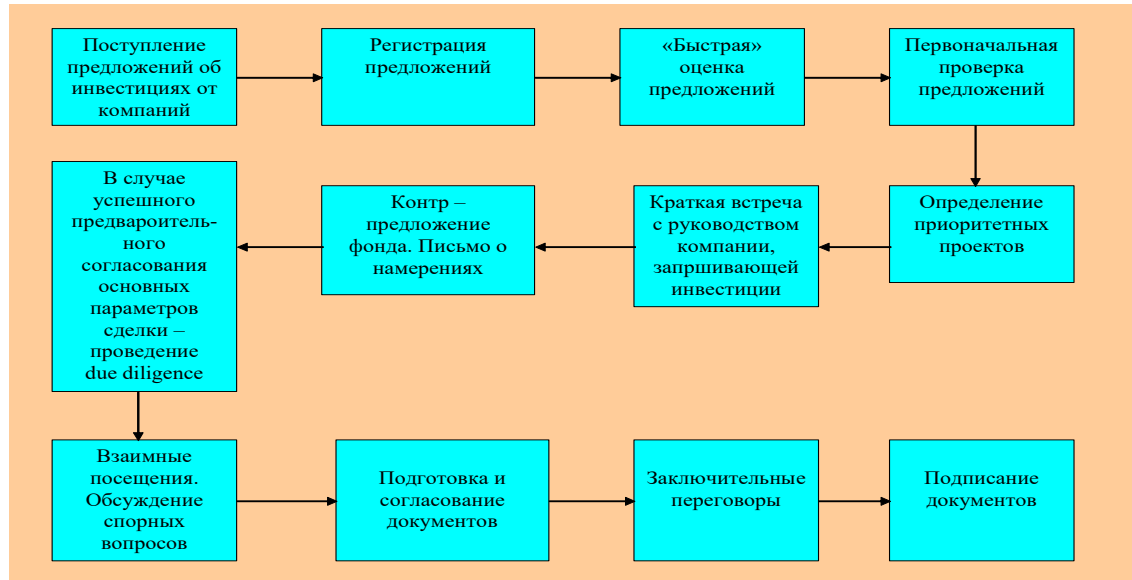 Поступление
предложений об
инвестициях от
компаний
Регистрация
предложений
«Быстрая»
оценка
предложений
Первоначальная
проверка
предложений
Определение
приоритетных
проектов
Краткая встреча
с руководством
компании,
запршивающей
инвестиции
Контр –
предложение
фонда. Письмо о
намерениях
В случае
успешного
предвароитель-
ного
согласования
основных
параметров
сделки –
проведение
due diligence
Взаимные
посещения.
Обсуждение
спорных
вопросов
Подготовка и
согласование
документов
Заключительные
переговоры
Подписание
документов